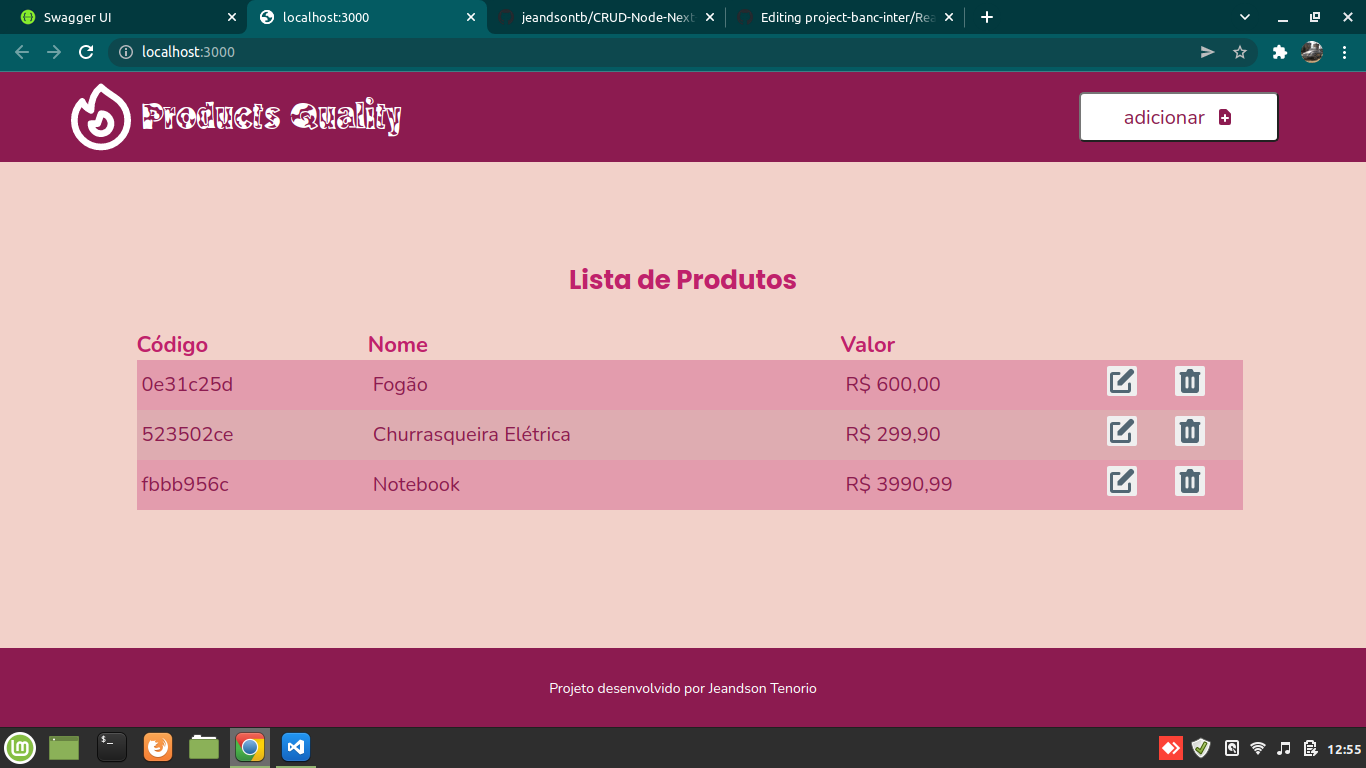 Swagger UI
localhost:3000
jeandsontb/CRUD-Node-Next
Editing project-banc-inter/Rea
localhost:3000
Products Quality
adicionar
Lista de Produtos
Código Nome Valor
0e31c25d Fogão R$ 600,00
523502ce Churrasqueira Elétrica R$ 299,90
fbbb956c Notebook R$ 3990,99
Projeto desenvolvido por Jeandson Tenorio
12:55